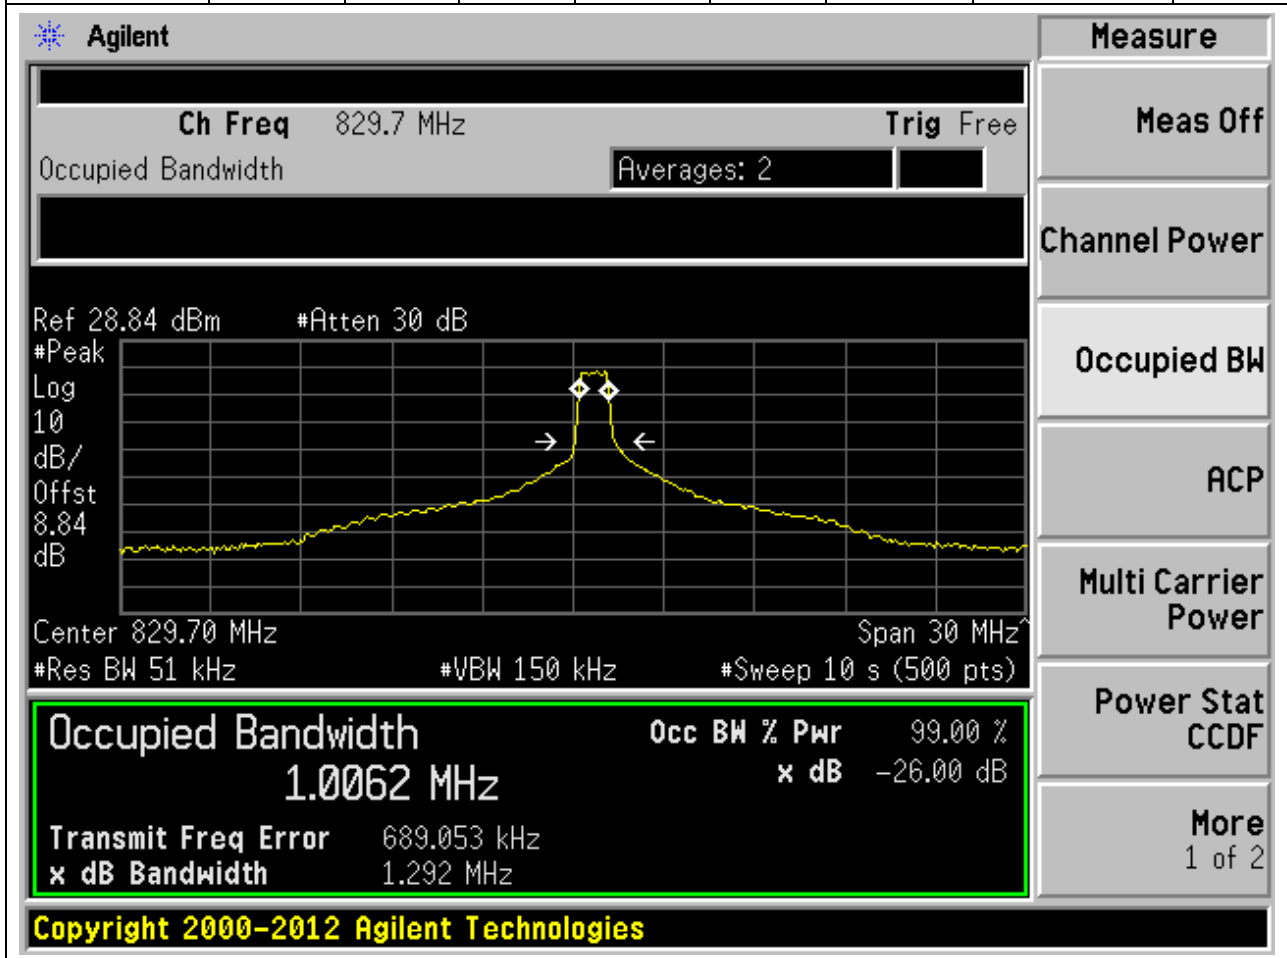 Agilent
Measure
Ch Freq 829.7 MHz Trig Free
Meas Off
Occupied Bandwidth Averages: 2
Channel Power
Ref 28.84 dBm #Atten 30 dB
#Peak
Log
10
dB/
Offst
8.84
dB
Occupied BW
ACP
Center 829.70 MHz Span 30 MHz^
#Res BW 51 kHz #VBW 150 kHz #Sweep 10 s (500 pts)
Multi Carrier
Power
Occupied Bandwidth Occ BW % Pwr 99.00 %
1.0062 MHz x dB -26.00 dB
Transmit Freq Error 689.053 kHz
x dB Bandwidth 1.292 MHz
Power Stat
CCDF
More
1 of 2
Copyright 2000-2012 Agilent Technologies